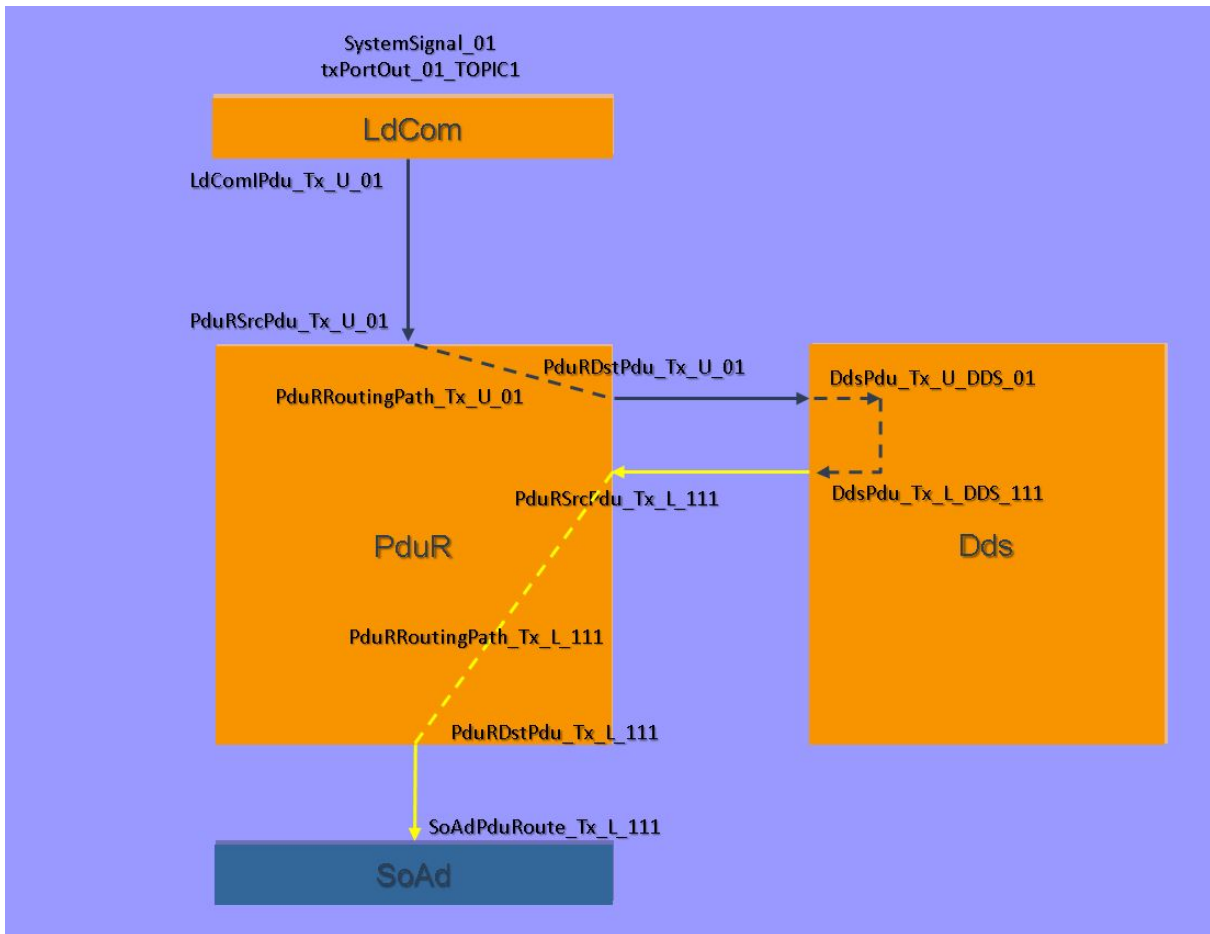 SystemSignal_01
txPortOut_01_TOPIC1
LdCom
LdComIPdu_Tx_U_01
PduRSrcPdu_Tx_U_01
PduRDstPdu_Tx_U_01
DdsPdu_Tx_U_DDS_01
PduRRoutingPath_Tx_U_01
PduRSrcPdu_Tx_L_111
DdsPdu_Tx_L_DDS_111
PduR
Dds
PduRRoutingPath_Tx_L_111
PduRDstPdu_Tx_L_111
SoAdPduRoute_Tx_L_111
SoAd